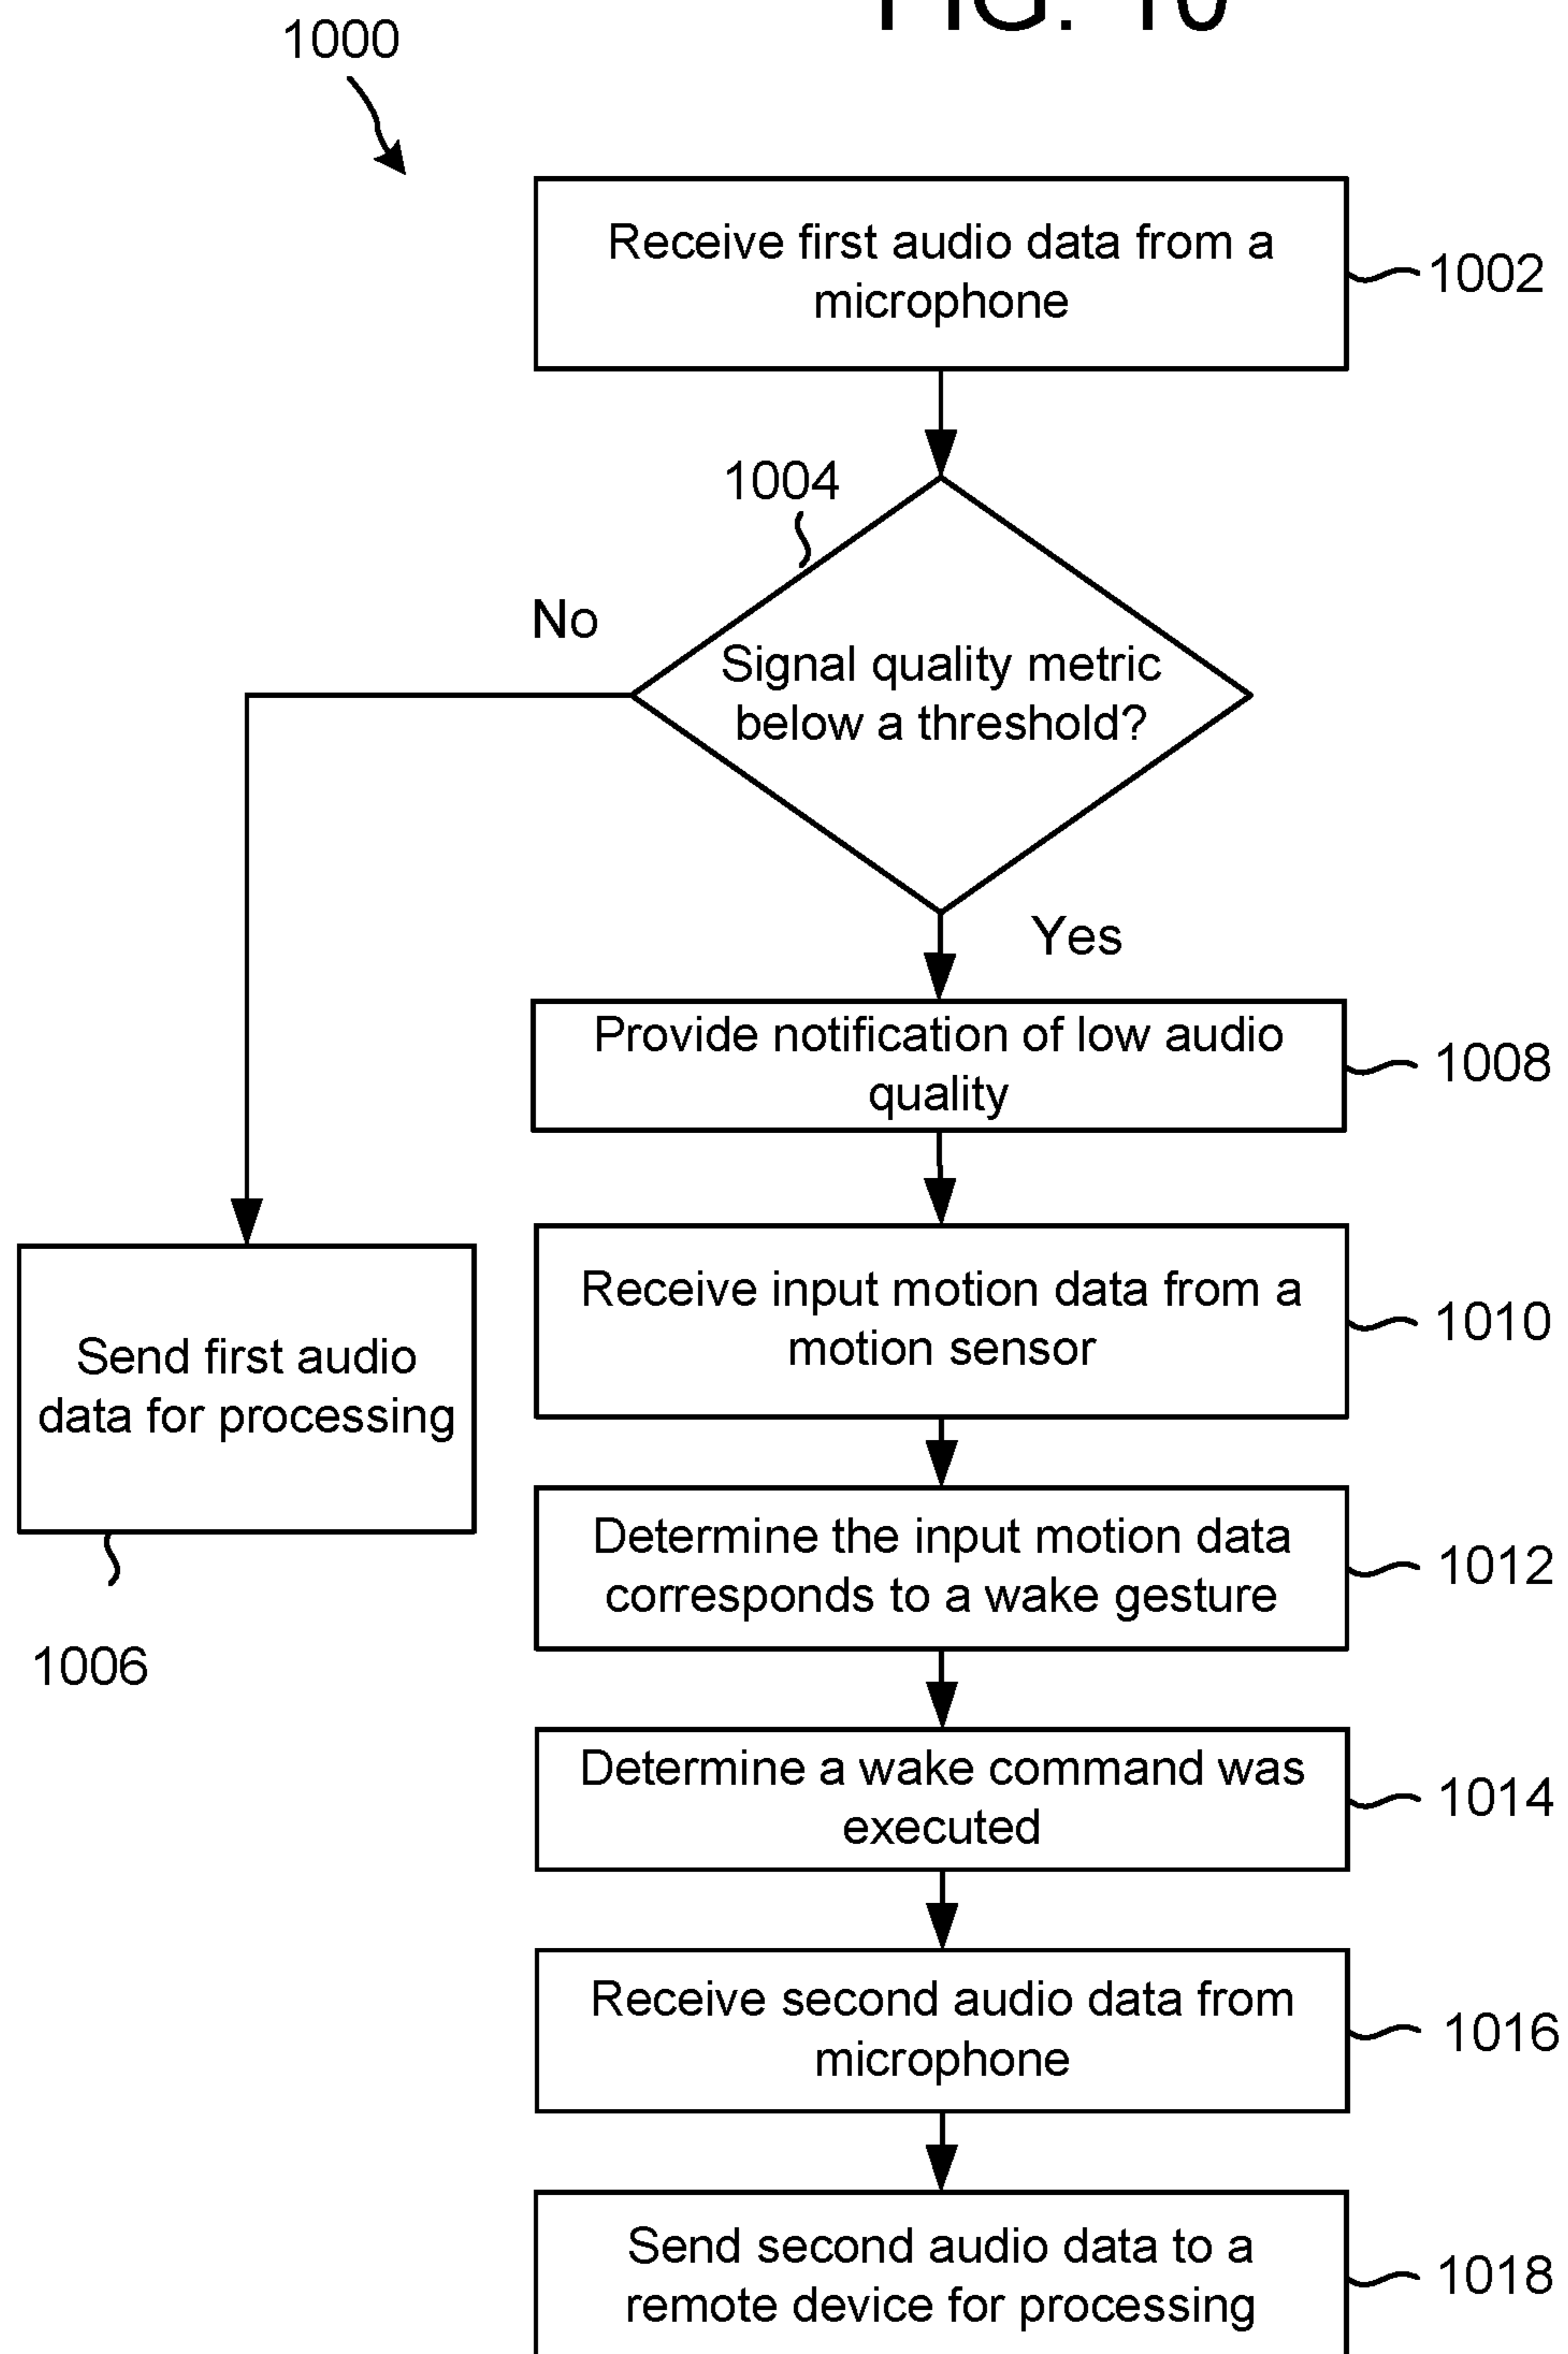 FIG. 10
1000
Receive first audio data from a
microphone
1002
1004
No
Signal quality metric
below a threshold?
Yes
Provide notification of low audio
quality
1008
Receive input motion data from a
motion sensor
1010
Send first audio
data for processing
1006
Determine the input motion data
corresponds to a wake gesture
1012
Determine a wake command was
executed
1014
Receive second audio data from
microphone
1016
Send second audio data to a
remote device for processing
1018